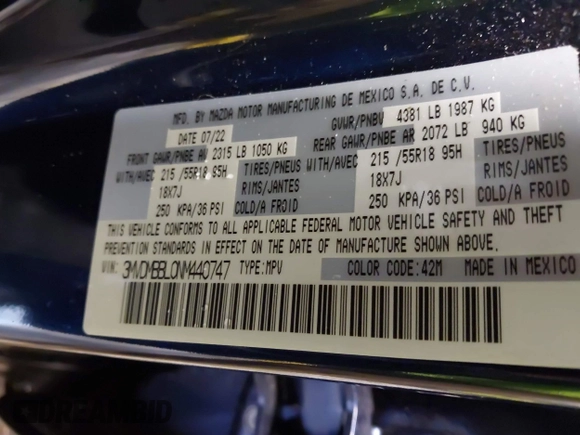 MFD. BY MAZDA MOTOR MANUFACTURING DE MEXICO S.A. DE C.V.
DATE 07/22 GVWR/PNBV 4381 LB 1987 KG
FRONT GAWR/PNBE AV 2315 LB 1050 KG REAR GAWR/PNBE AR 2072 LB 940 KG
WITH/AVEC 215 /55R18 95H TIRES/PNEUS WITH/AVEC 215 /55R18 95H TIRES/PNEUS
18X7J RIMS/JANTES 18X7J RIMS/JANTES
250 KPA/36 PSI COLD/A FROID 250 KPA/36 PSI COLD/A FROID
THIS VEHICLE CONFORMS TO ALL APPLICABLE FEDERAL MOTOR VEHICLE SAFETY AND THEFT
PREVENTION STANDARDS IN EFFECT ON THE DATE OF MANUFACTURE SHOWN ABOVE.
VIN: TYPE: MPV COLOR CODE: 42M MADE IN MEXICO
DREAMBID